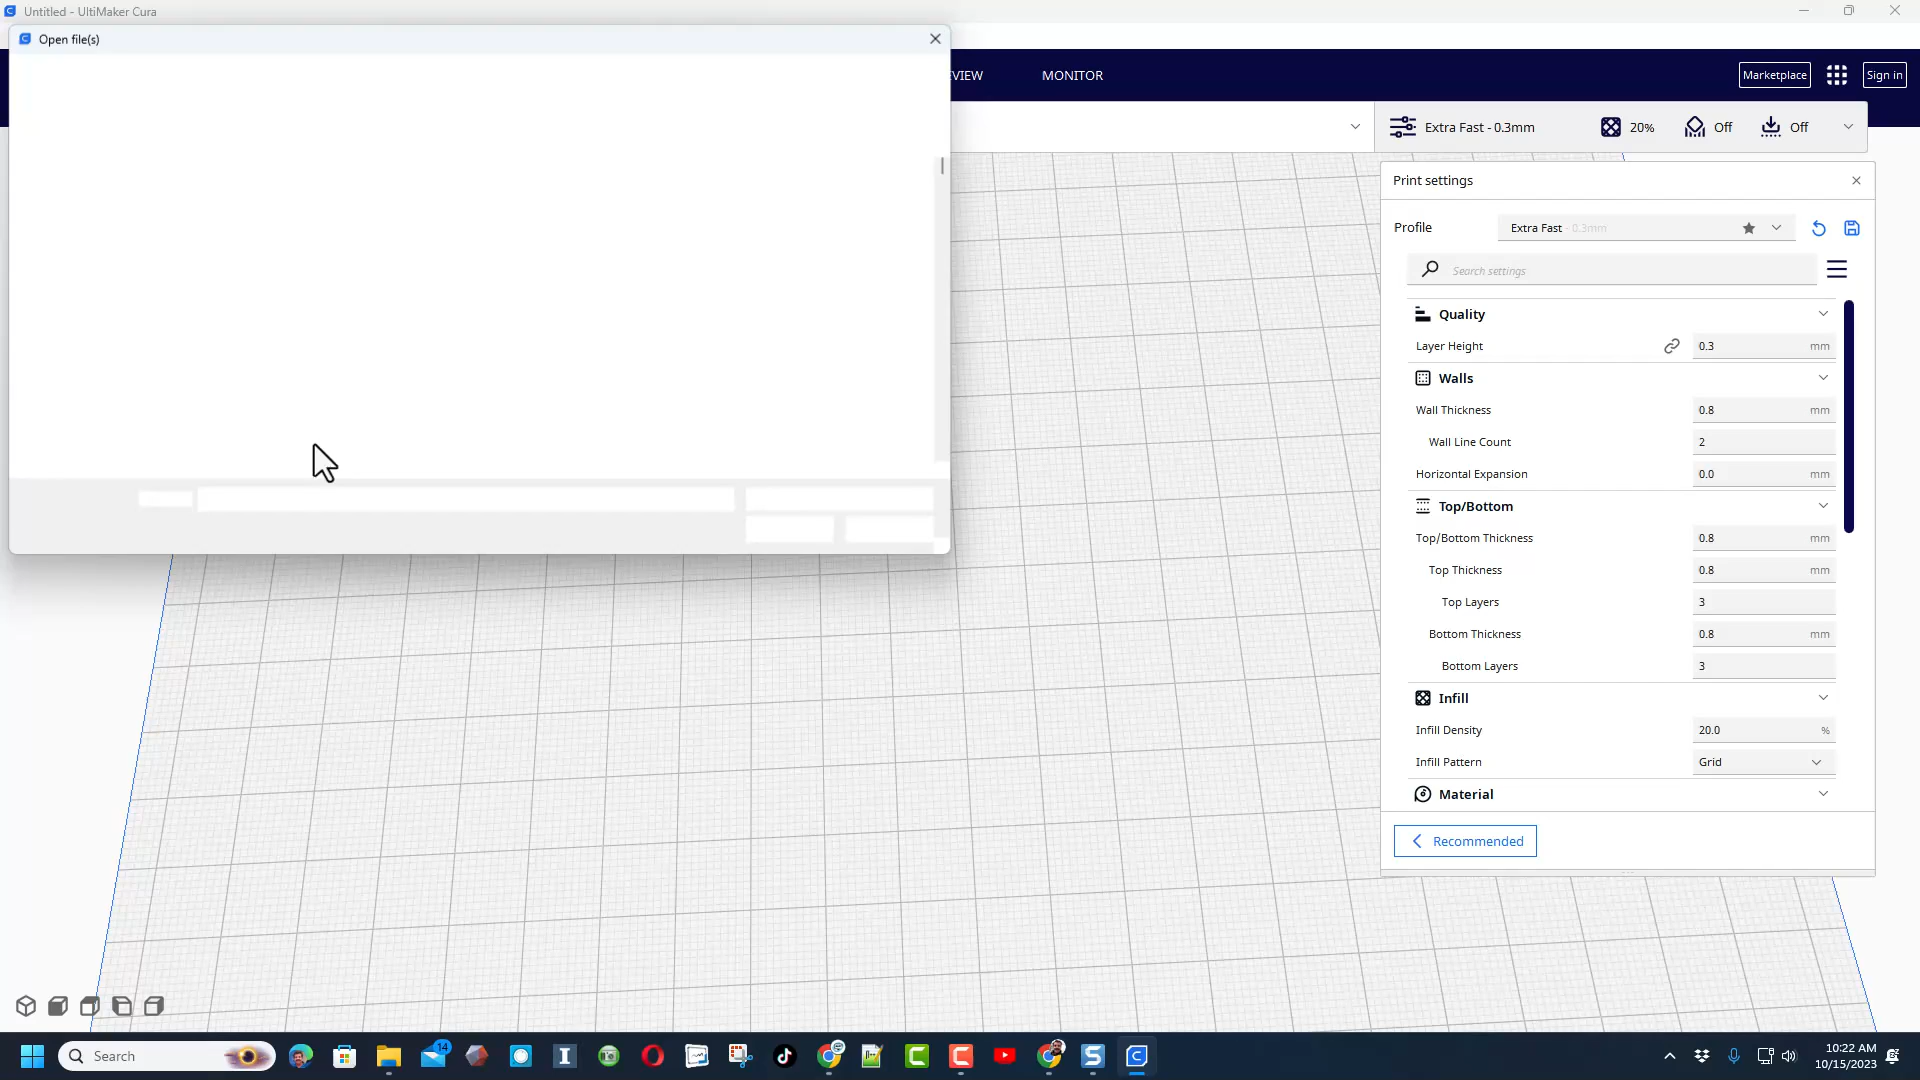 Untitled - UltiMaker Cura
Open file(s)
VIEW
MONITOR
Marketplace
Sign in
Extra Fast - 0.3mm
20%
Off
Off
Print settings
Profile
Extra Fast - 0.3mm
Search settings
Quality
Layer Height 0.3 mm
Walls
Wall Thickness 0.8 mm
Wall Line Count 2
Horizontal Expansion 0.0 mm
Top/Bottom
Top/Bottom Thickness 0.8 mm
Top Thickness 0.8 mm
Top Layers 3
Bottom Thickness 0.8 mm
Bottom Layers 3
Infill
Infill Density 20.0 %
Infill Pattern Grid
Material
Recommended
Search
14
10:22 AM
10/15/2023